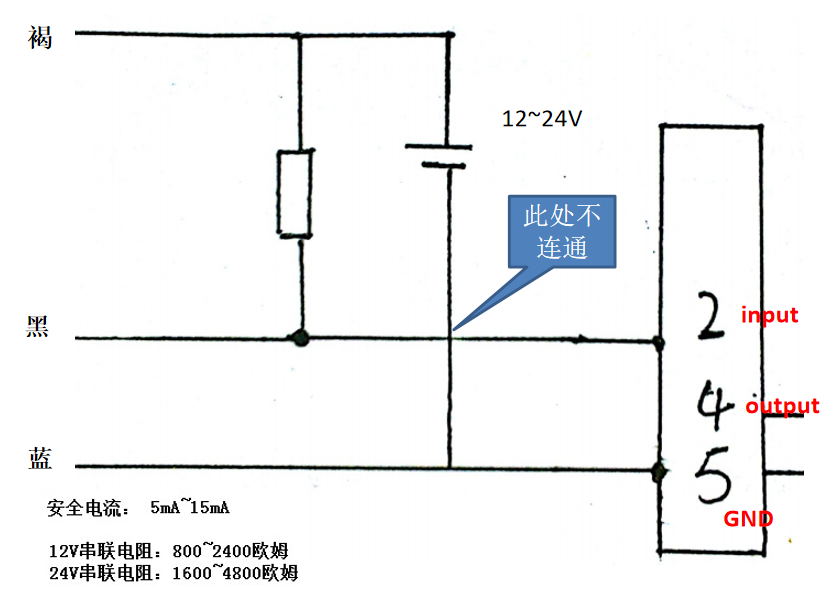 褐
12~24V
此处不
连通
2 input
黑
4 output
蓝
5
GND
安全电流： 5mA~15mA
12V串联电阻：800~2400欧姆
24V串联电阻：1600~4800欧姆